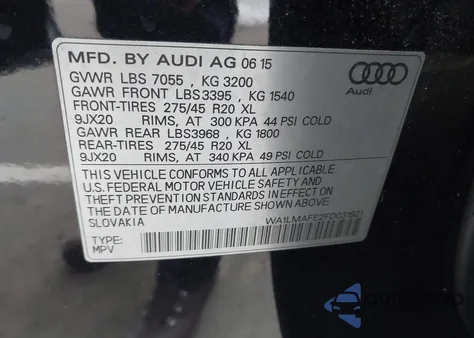 MFD. BY AUDI AG 06 15
GVWR LBS 7055 , KG 3200
GAWR FRONT LBS3395 , KG 1540
FRONT-TIRES 275/45 R20 XL
9JX20 RIMS, AT 300 KPA 44 PSI COLD
GAWR REAR LBS3968 , KG 1800
REAR-TIRES 275/45 R20 XL
9JX20 RIMS, AT 340 KPA 49 PSI COLD
THIS VEHICLE CONFORMS TO ALL APPLICABLE
U.S. FEDERAL MOTOR VEHICLE SAFETY AND
THEFT PREVENTION STANDARDS IN EFFECT ON
THE DATE OF MANUFACTURE SHOWN ABOVE.
SLOVAKIA
TYPE:
MPV
Audi